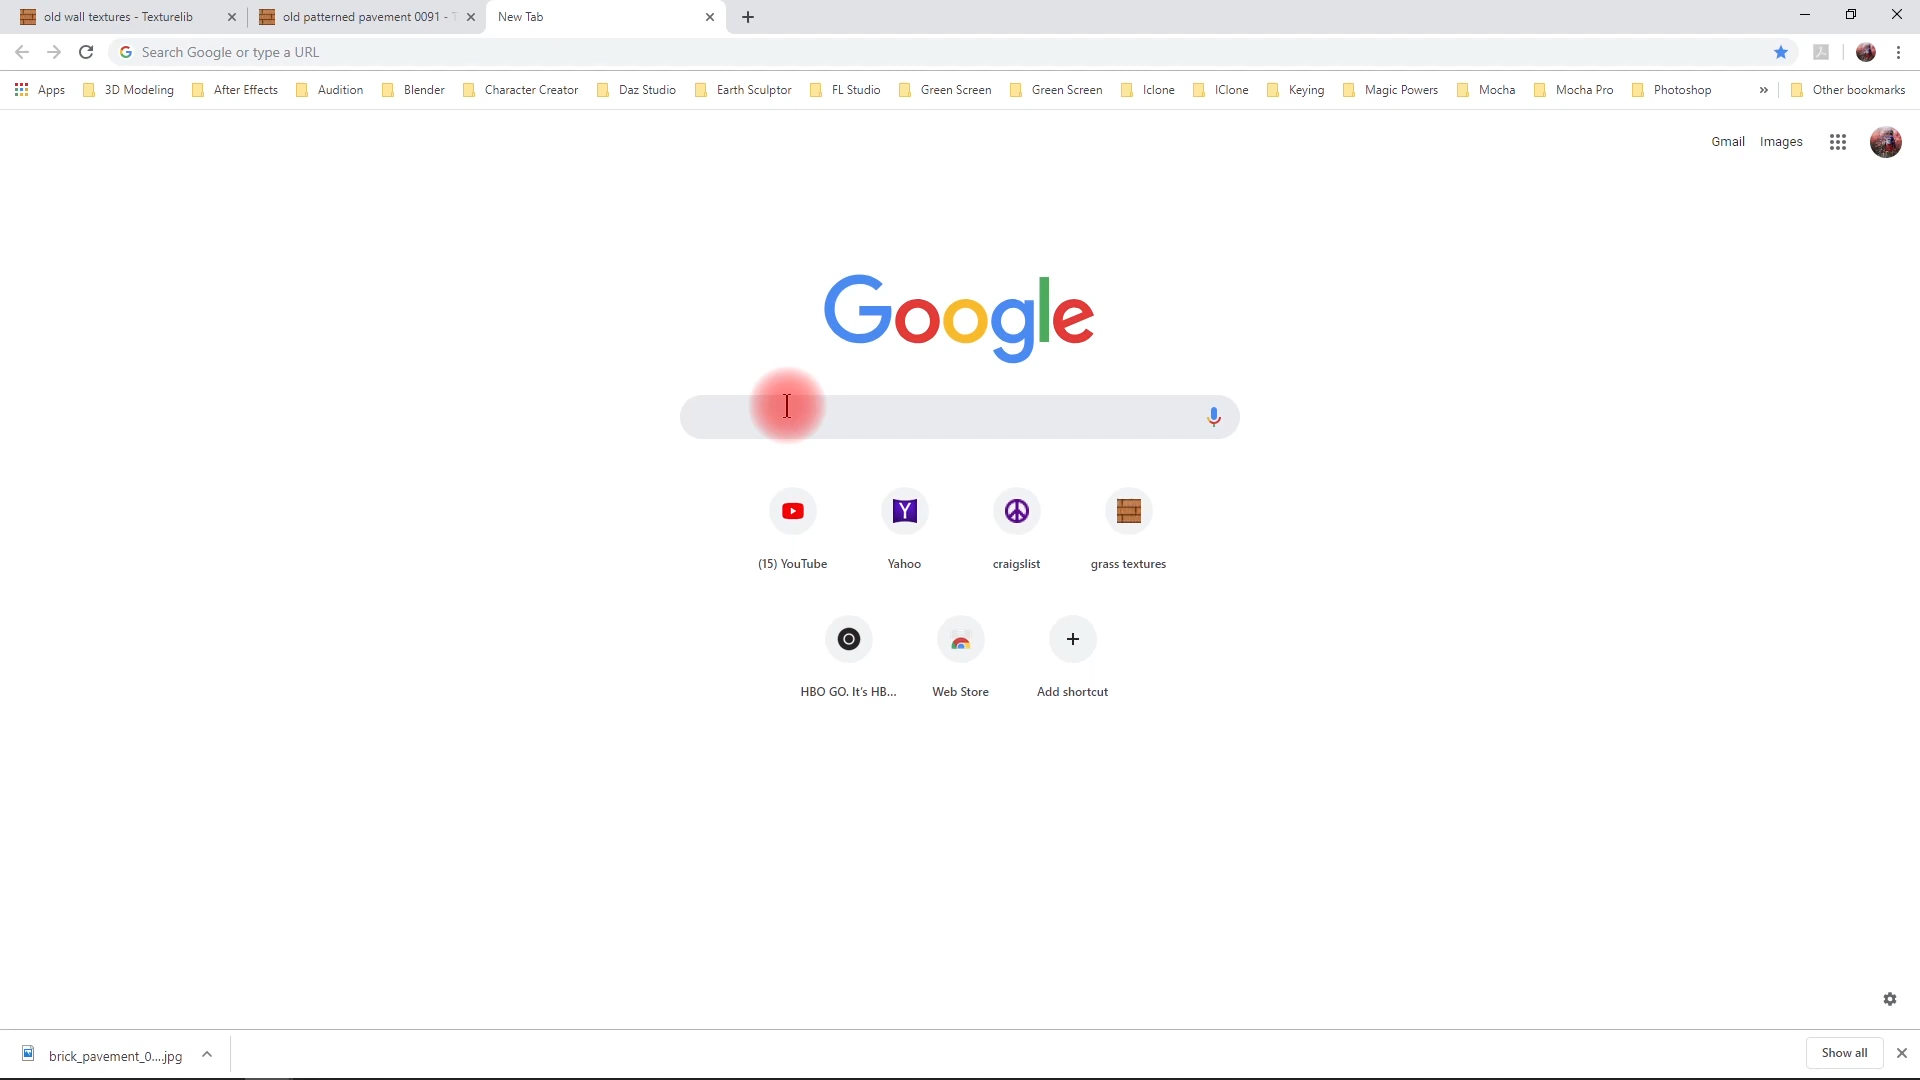 old wall textures - Texturelib
old patterned pavement 0091 - T
New Tab
Search Google or type a URL
Apps 3D Modeling After Effects Audition Blender Character Creator Daz Studio Earth Sculptor FL Studio Green Screen Green Screen Iclone IClone Keying Magic Powers Mocha Mocha Pro Photoshop » Other bookmarks
Gmail Images
Google
(15) YouTube Yahoo craigslist grass textures
HBO GO. It's HB... Web Store Add shortcut
brick_pavement_0....jpg
Show all